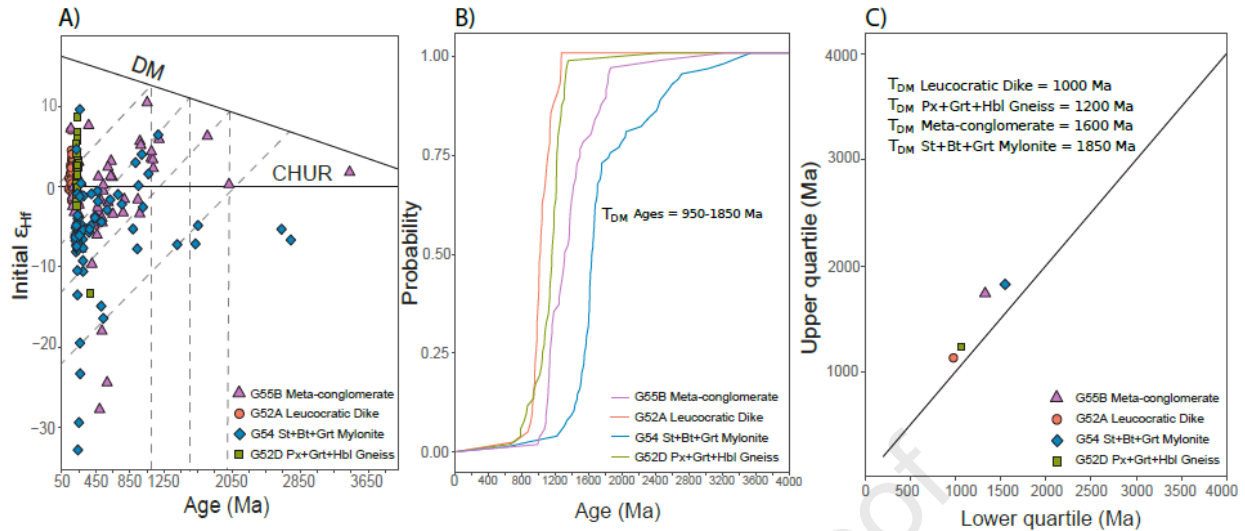 A)
DM
CHUR
Initial εHf
10
0
−10
−20
−30
G55B Meta-conglomerate
G52A Leucocratic Dike
G54 St+Bt+Grt Mylonite
G52D Px+Grt+Hbl Gneiss
50 450 850 1250 2050 2850 3650
Age (Ma)
B)
Probability
1.00
0.75
0.50
0.25
0.00
TDM Ages = 950-1850 Ma
G55B Meta-conglomerate
G52A Leucocratic Dike
G54 St+Bt+Grt Mylonite
G52D Px+Grt+Hbl Gneiss
0 400 1200 2000 2800 3600 4000
Age (Ma)
C)
Upper quartile (Ma)
4000
3000
2000
1000
TDM Leucocratic Dike = 1000 Ma
TDM Px+Grt+Hbl Gneiss = 1200 Ma
TDM Meta-conglomerate = 1600 Ma
TDM St+Bt+Grt Mylonite = 1850 Ma
G55B Meta-conglomerate
G52A Leucocratic Dike
G54 St+Bt+Grt Mylonite
G52D Px+Grt+Hbl Gneiss
0 500 1000 1500 2000 2500 3000 3500 4000
Lower quartile (Ma)